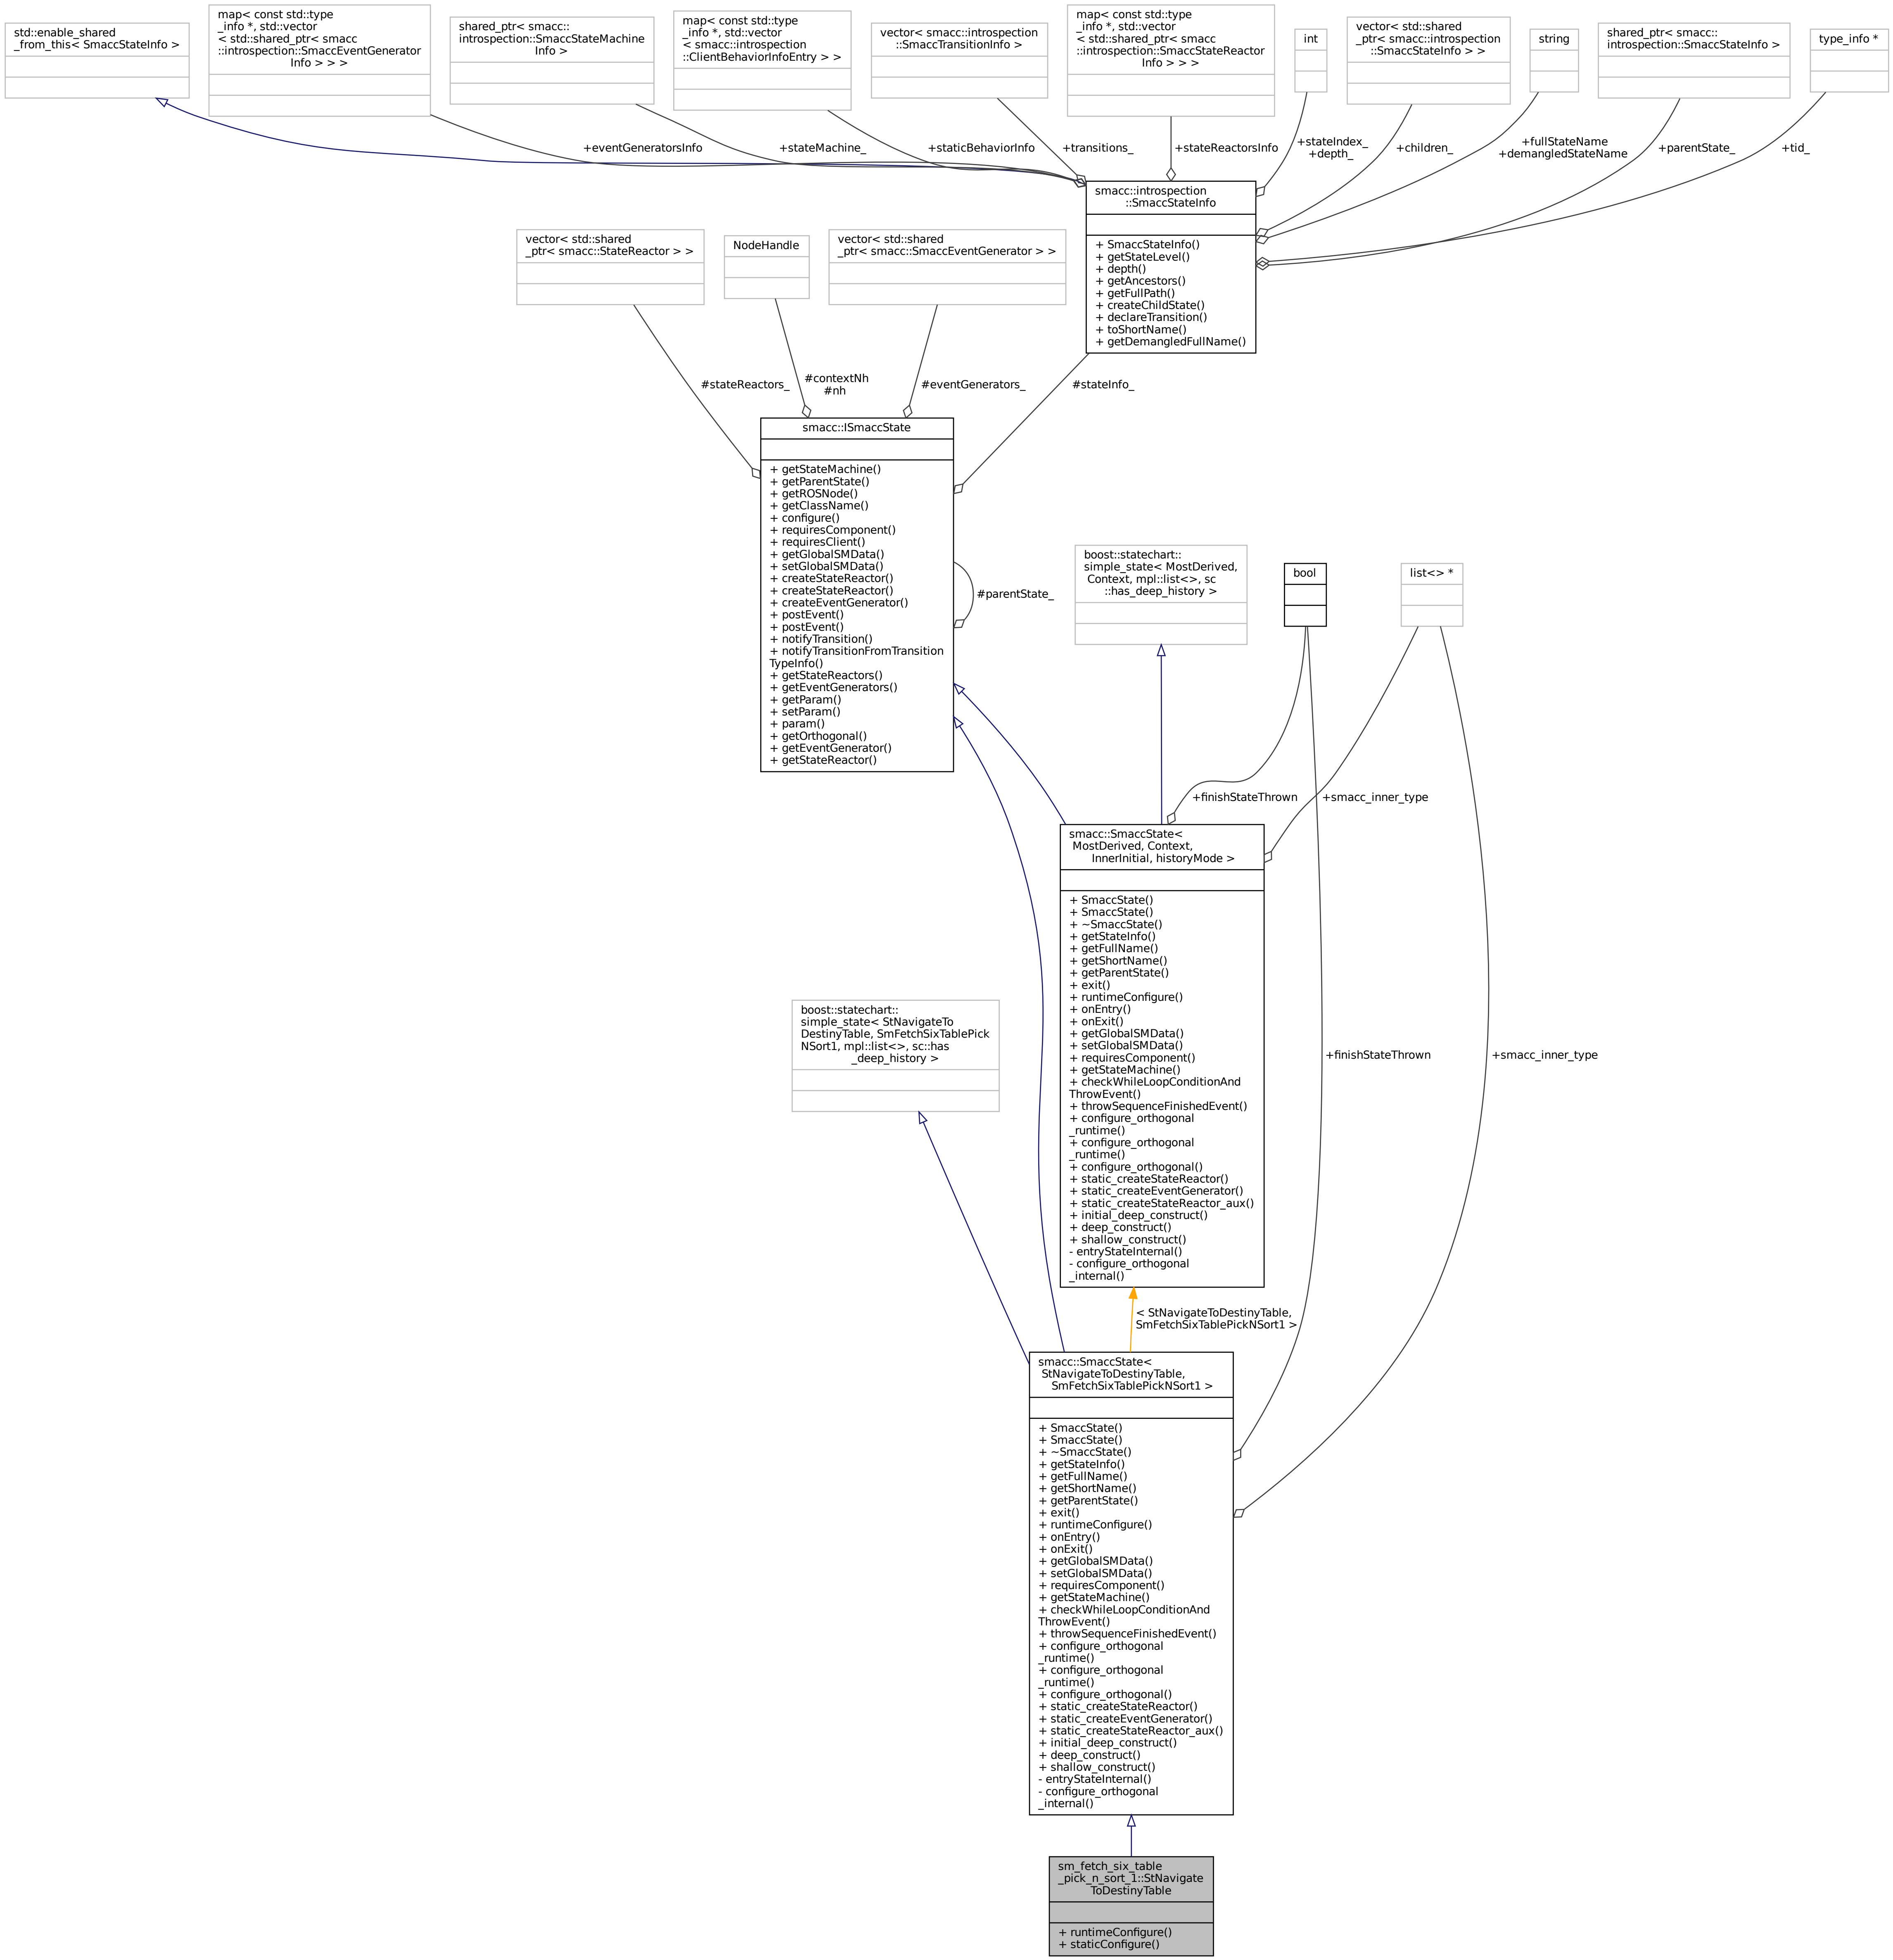 std::enable_shared
_from_this< SmaccStateInfo >
map< const std::type
_info *, std::vector
< std::shared_ptr< smacc
::introspection::SmaccEventGenerator
Info > > >
shared_ptr< smacc::
introspection::SmaccStateMachine
Info >
map< const std::type
_info *, std::vector
< smacc::introspection
::ClientBehaviorInfoEntry > >
vector< smacc::introspection
::SmaccTransitionInfo >
map< const std::type
_info *, std::vector
< std::shared_ptr< smacc
::introspection::SmaccStateReactor
Info > > >
int
vector< std::shared
_ptr< smacc::introspection
::SmaccStateInfo > >
string
shared_ptr< smacc::
introspection::SmaccStateInfo >
type_info *
+eventGeneratorsInfo
+stateMachine_
+staticBehaviorInfo
+transitions_
+stateReactorsInfo
+stateIndex_
+depth_
+children_
+fullStateName
+demangledStateName
+parentState_
+tid_
smacc::introspection
::SmaccStateInfo
+ SmaccStateInfo()
+ getStateLevel()
+ depth()
+ getAncestors()
+ getFullPath()
+ createChildState()
+ declareTransition()
+ toShortName()
+ getDemangledFullName()
vector< std::shared
_ptr< smacc::StateReactor > >
NodeHandle
vector< std::shared
_ptr< smacc::SmaccEventGenerator > >
#stateReactors_
#contextNh
#nh
#eventGenerators_
#stateInfo_
smacc::ISmaccState
+ getStateMachine()
+ getParentState()
+ getROSNode()
+ getClassName()
+ configure()
+ requiresComponent()
+ requiresClient()
+ getGlobalSMData()
+ setGlobalSMData()
+ createStateReactor()
+ createStateReactor()
+ createEventGenerator()
+ postEvent()
+ postEvent()
+ notifyTransition()
+ notifyTransitionFromTransition
TypeInfo()
+ getStateReactors()
+ getEventGenerators()
+ getParam()
+ setParam()
+ param()
+ getOrthogonal()
+ getEventGenerator()
+ getStateReactor()
#parentState_
boost::statechart::
simple_state< MostDerived,
Context, mpl::list<>, sc
::has_deep_history >
bool
list<> *
+finishStateThrown
+smacc_inner_type
smacc::SmaccState<
MostDerived, Context,
InnerInitial, historyMode >
+ SmaccState()
+ SmaccState()
+ ~SmaccState()
+ getStateInfo()
+ getFullName()
+ getShortName()
+ getParentState()
+ exit()
+ runtimeConfigure()
+ onEntry()
+ onExit()
+ getGlobalSMData()
+ setGlobalSMData()
+ requiresComponent()
+ getStateMachine()
+ checkWhileLoopConditionAnd
ThrowEvent()
+ throwSequenceFinishedEvent()
+ configure_orthogonal
_runtime()
+ configure_orthogonal
_runtime()
+ configure_orthogonal()
+ static_createStateReactor()
+ static_createEventGenerator()
+ static_createStateReactor_aux()
+ initial_deep_construct()
+ deep_construct()
+ shallow_construct()
- entryStateInternal()
- configure_orthogonal
_internal()
boost::statechart::
simple_state< StNavigateTo
DestinyTable, SmFetchSixTablePick
NSort1, mpl::list<>, sc::has
_deep_history >
+finishStateThrown
+smacc_inner_type
< StNavigateToDestinyTable,
SmFetchSixTablePickNSort1 >
smacc::SmaccState<
StNavigateToDestinyTable,
SmFetchSixTablePickNSort1 >
+ SmaccState()
+ SmaccState()
+ ~SmaccState()
+ getStateInfo()
+ getFullName()
+ getShortName()
+ getParentState()
+ exit()
+ runtimeConfigure()
+ onEntry()
+ onExit()
+ getGlobalSMData()
+ setGlobalSMData()
+ requiresComponent()
+ getStateMachine()
+ checkWhileLoopConditionAnd
ThrowEvent()
+ throwSequenceFinishedEvent()
+ configure_orthogonal
_runtime()
+ configure_orthogonal
_runtime()
+ configure_orthogonal()
+ static_createStateReactor()
+ static_createEventGenerator()
+ static_createStateReactor_aux()
+ initial_deep_construct()
+ deep_construct()
+ shallow_construct()
- entryStateInternal()
- configure_orthogonal
_internal()
sm_fetch_six_table
_pick_n_sort_1::StNavigate
ToDestinyTable
+ runtimeConfigure()
+ staticConfigure()